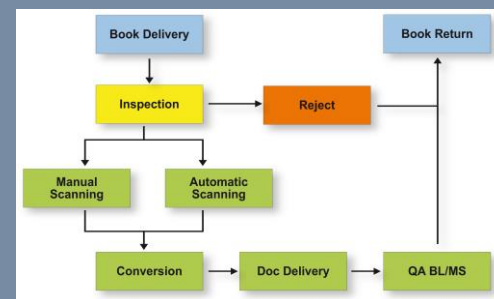 Book Delivery
Book Return
Inspection
Reject
Manual
Scanning
Automatic
Scanning
Conversion
Doc Delivery
QA BL/MS